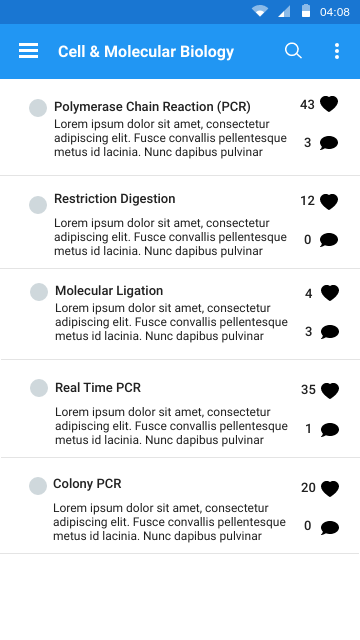 04:08
Cell & Molecular Biology
Polymerase Chain Reaction (PCR)
43
Lorem ipsum dolor sit amet, consectetur
adipiscing elit. Fusce convallis pellentesque
metus id lacinia. Nunc dapibus pulvinar
3
Restriction Digestion
12
Lorem ipsum dolor sit amet, consectetur
adipiscing elit. Fusce convallis pellentesque
metus id lacinia. Nunc dapibus pulvinar
0
Molecular Ligation
4
Lorem ipsum dolor sit amet, consectetur
adipiscing elit. Fusce convallis pellentesque
metus id lacinia. Nunc dapibus pulvinar
3
Real Time PCR
35
Lorem ipsum dolor sit amet, consectetur
adipiscing elit. Fusce convallis pellentesque
metus id lacinia. Nunc dapibus pulvinar
1
Colony PCR
20
Lorem ipsum dolor sit amet, consectetur
adipiscing elit. Fusce convallis pellentesque
metus id lacinia. Nunc dapibus pulvinar
0